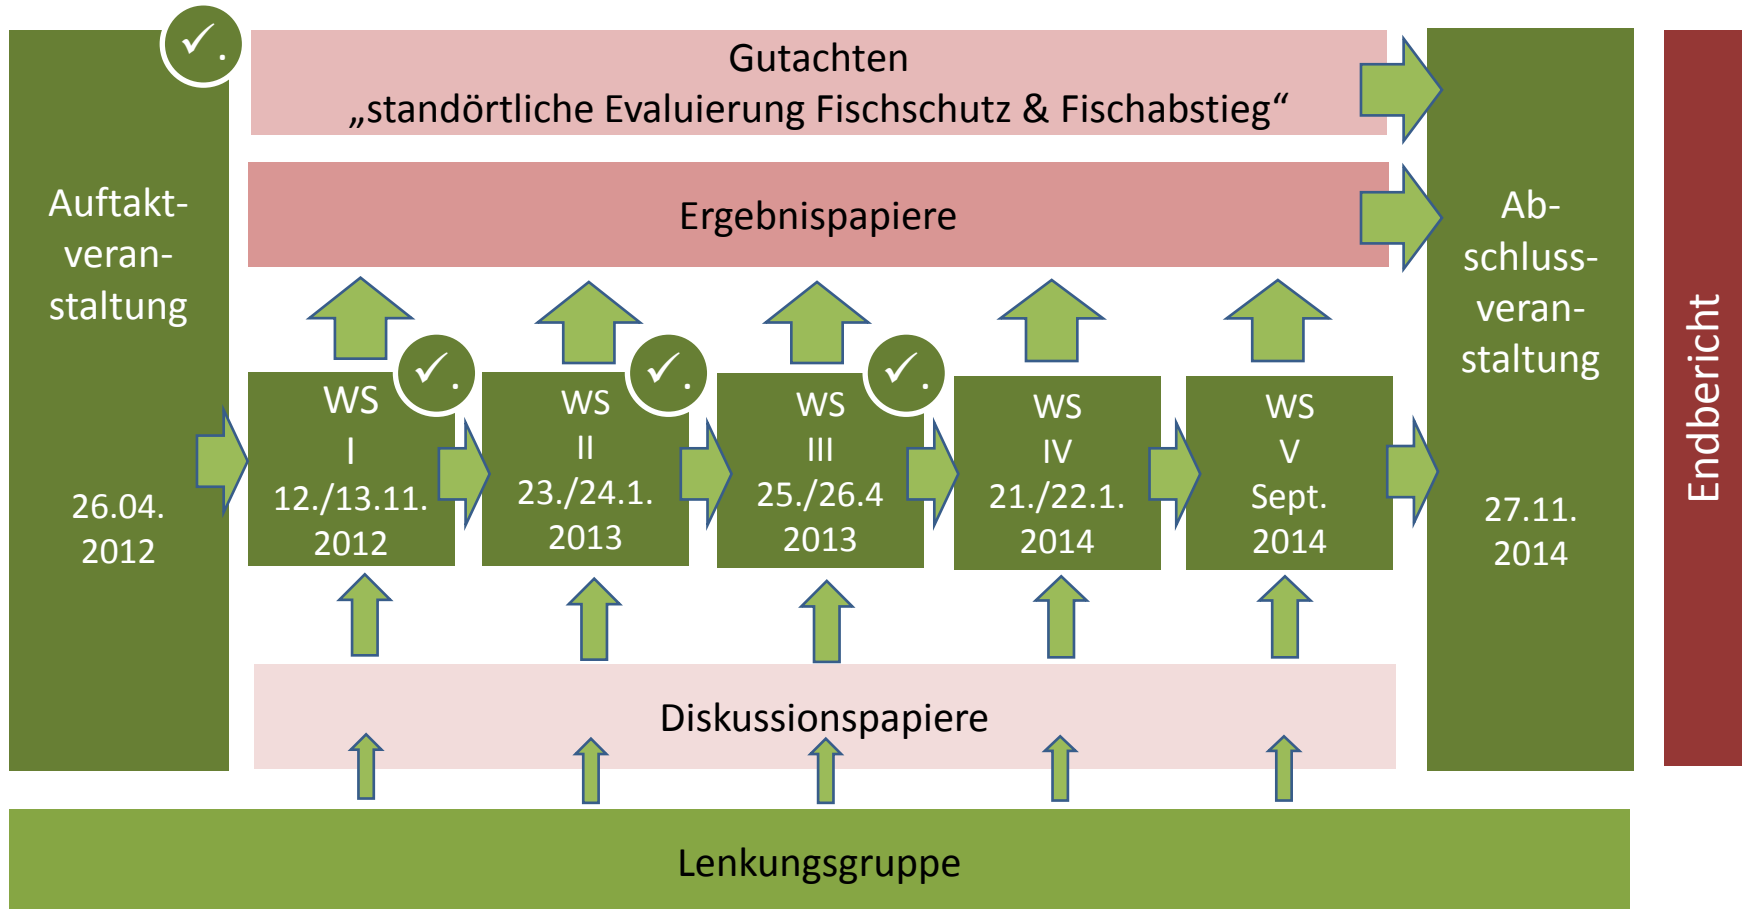 Gutachten
„standörtliche Evaluierung Fischschutz & Fischabstieg“
Auftakt-
veran-
staltung
26.04.
2012
Ergebnispapiere
WS
I
12./13.11.
2012
WS
II
23./24.1.
2013
WS
III
25./26.4
2013
WS
IV
21./22.1.
2014
WS
V
Sept.
2014
Ab-
schluss-
veran-
staltung
27.11.
2014
Endbericht
Diskussionspapiere
Lenkungsgruppe